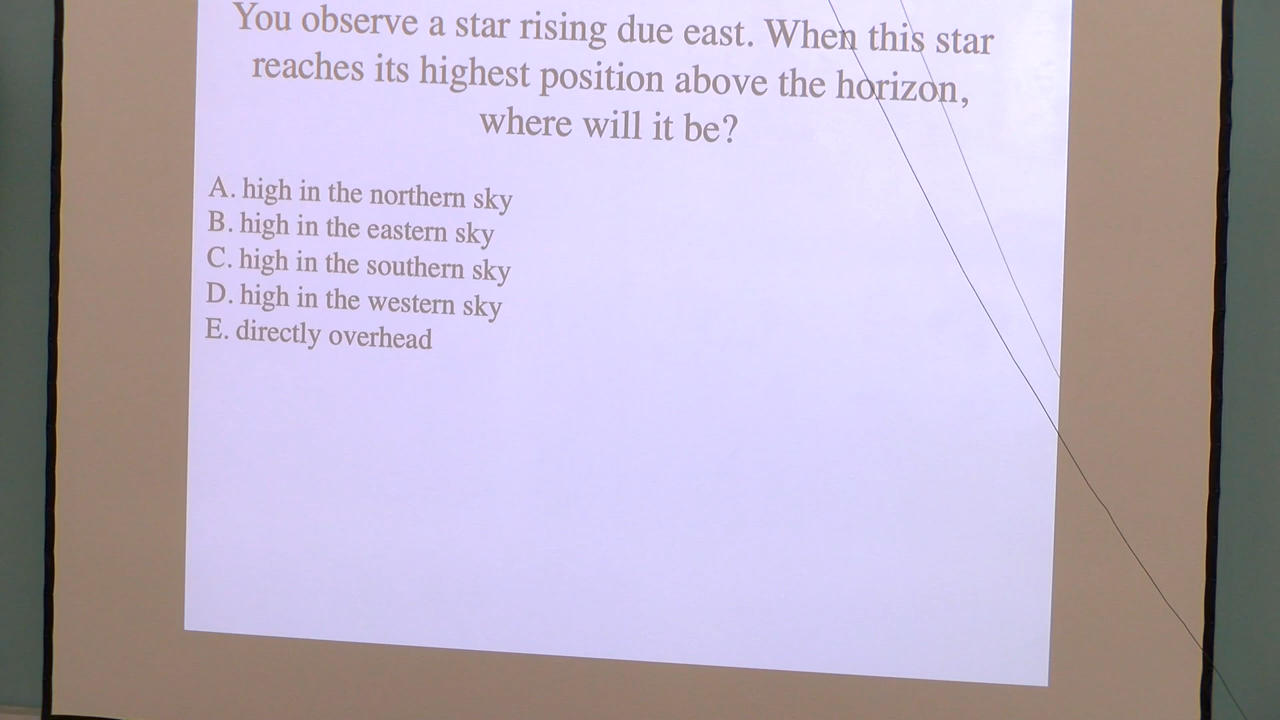 You observe a star rising due east. When this star
reaches its highest position above the horizon,
where will it be?
A. high in the northern sky
B. high in the eastern sky
C. high in the southern sky
D. high in the western sky
E. directly overhead